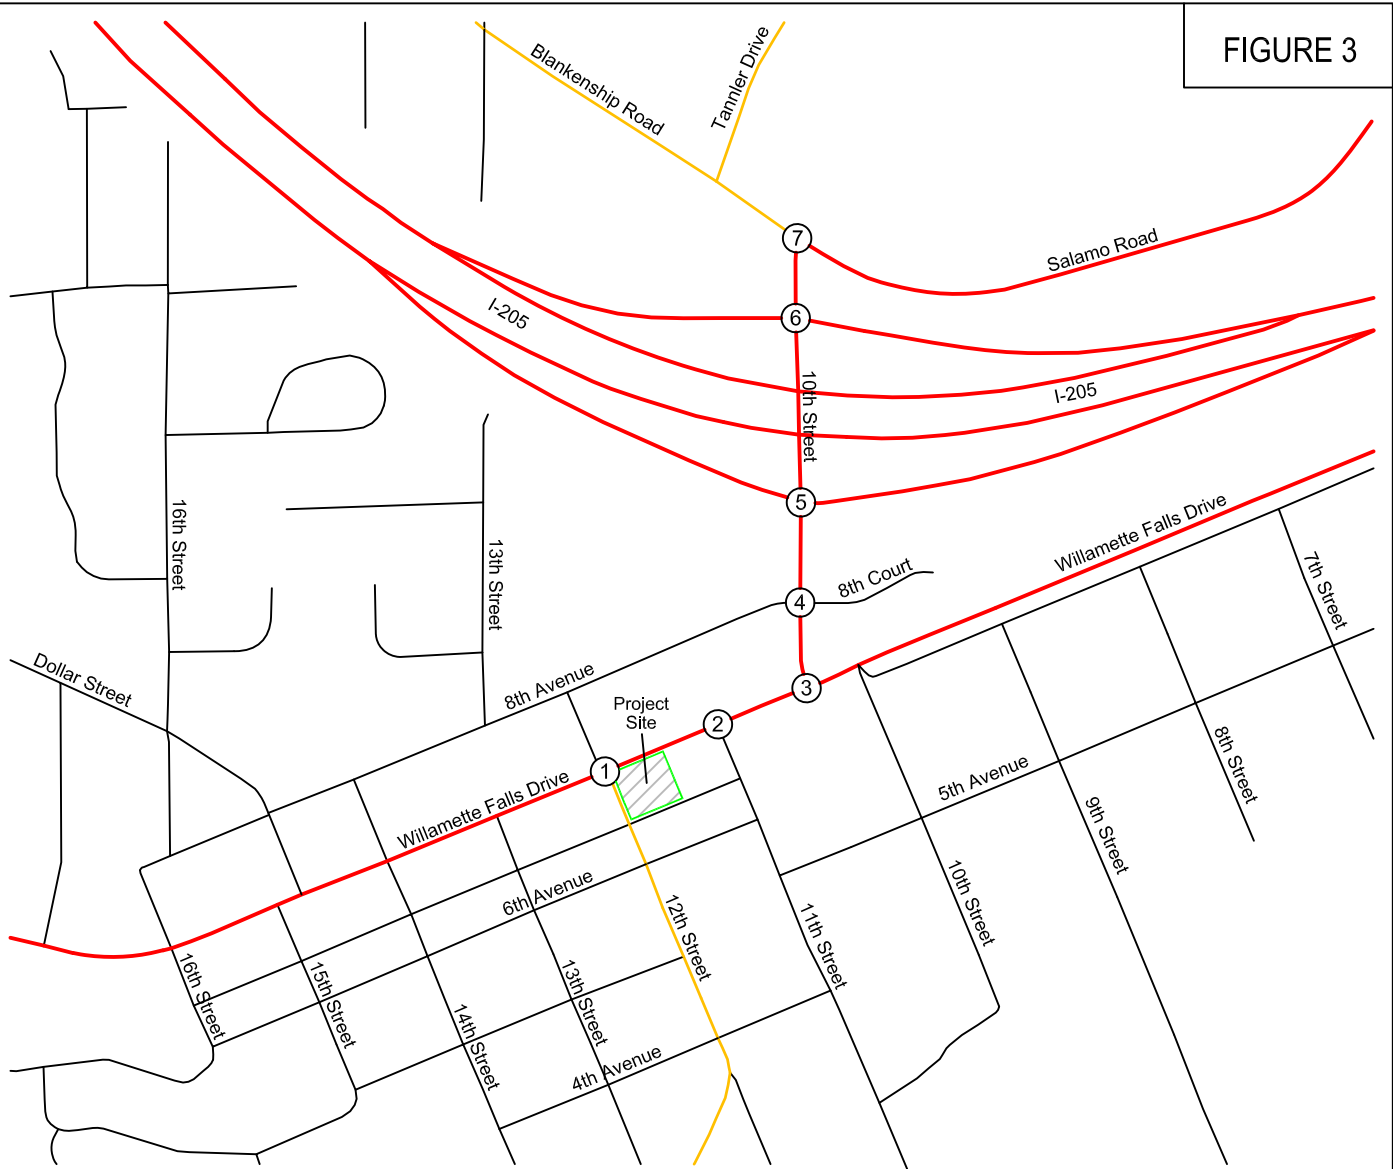 FIGURE 3
Blankenship Road
Tannler Drive
7
Salamo Road
6
I-205
10th Street
I-205
5
16th Street
13th Street
Willamette Falls Drive
7th Street
8th Court
4
Dollar Street
8th Avenue
3
Project
Site
2
1
Willamette Falls Drive
8th Street
5th Avenue
9th Street
6th Avenue
10th Street
12th Street
11th Street
16th Street
15th Street
13th Street
14th Street
4th Avenue